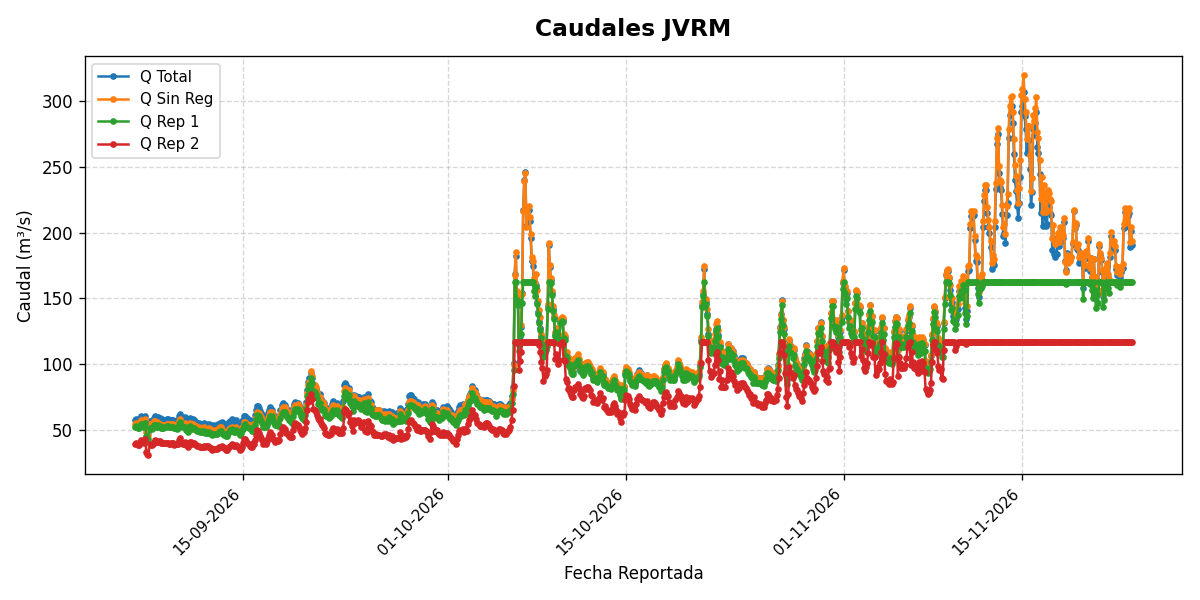 Caudales JVRM
Q Total
Q Sin Reg
Q Rep 1
Q Rep 2
Caudal (m³/s)
300
250
200
150
100
50
15-09-2026
01-10-2026
15-10-2026
01-11-2026
15-11-2026
Fecha Reportada